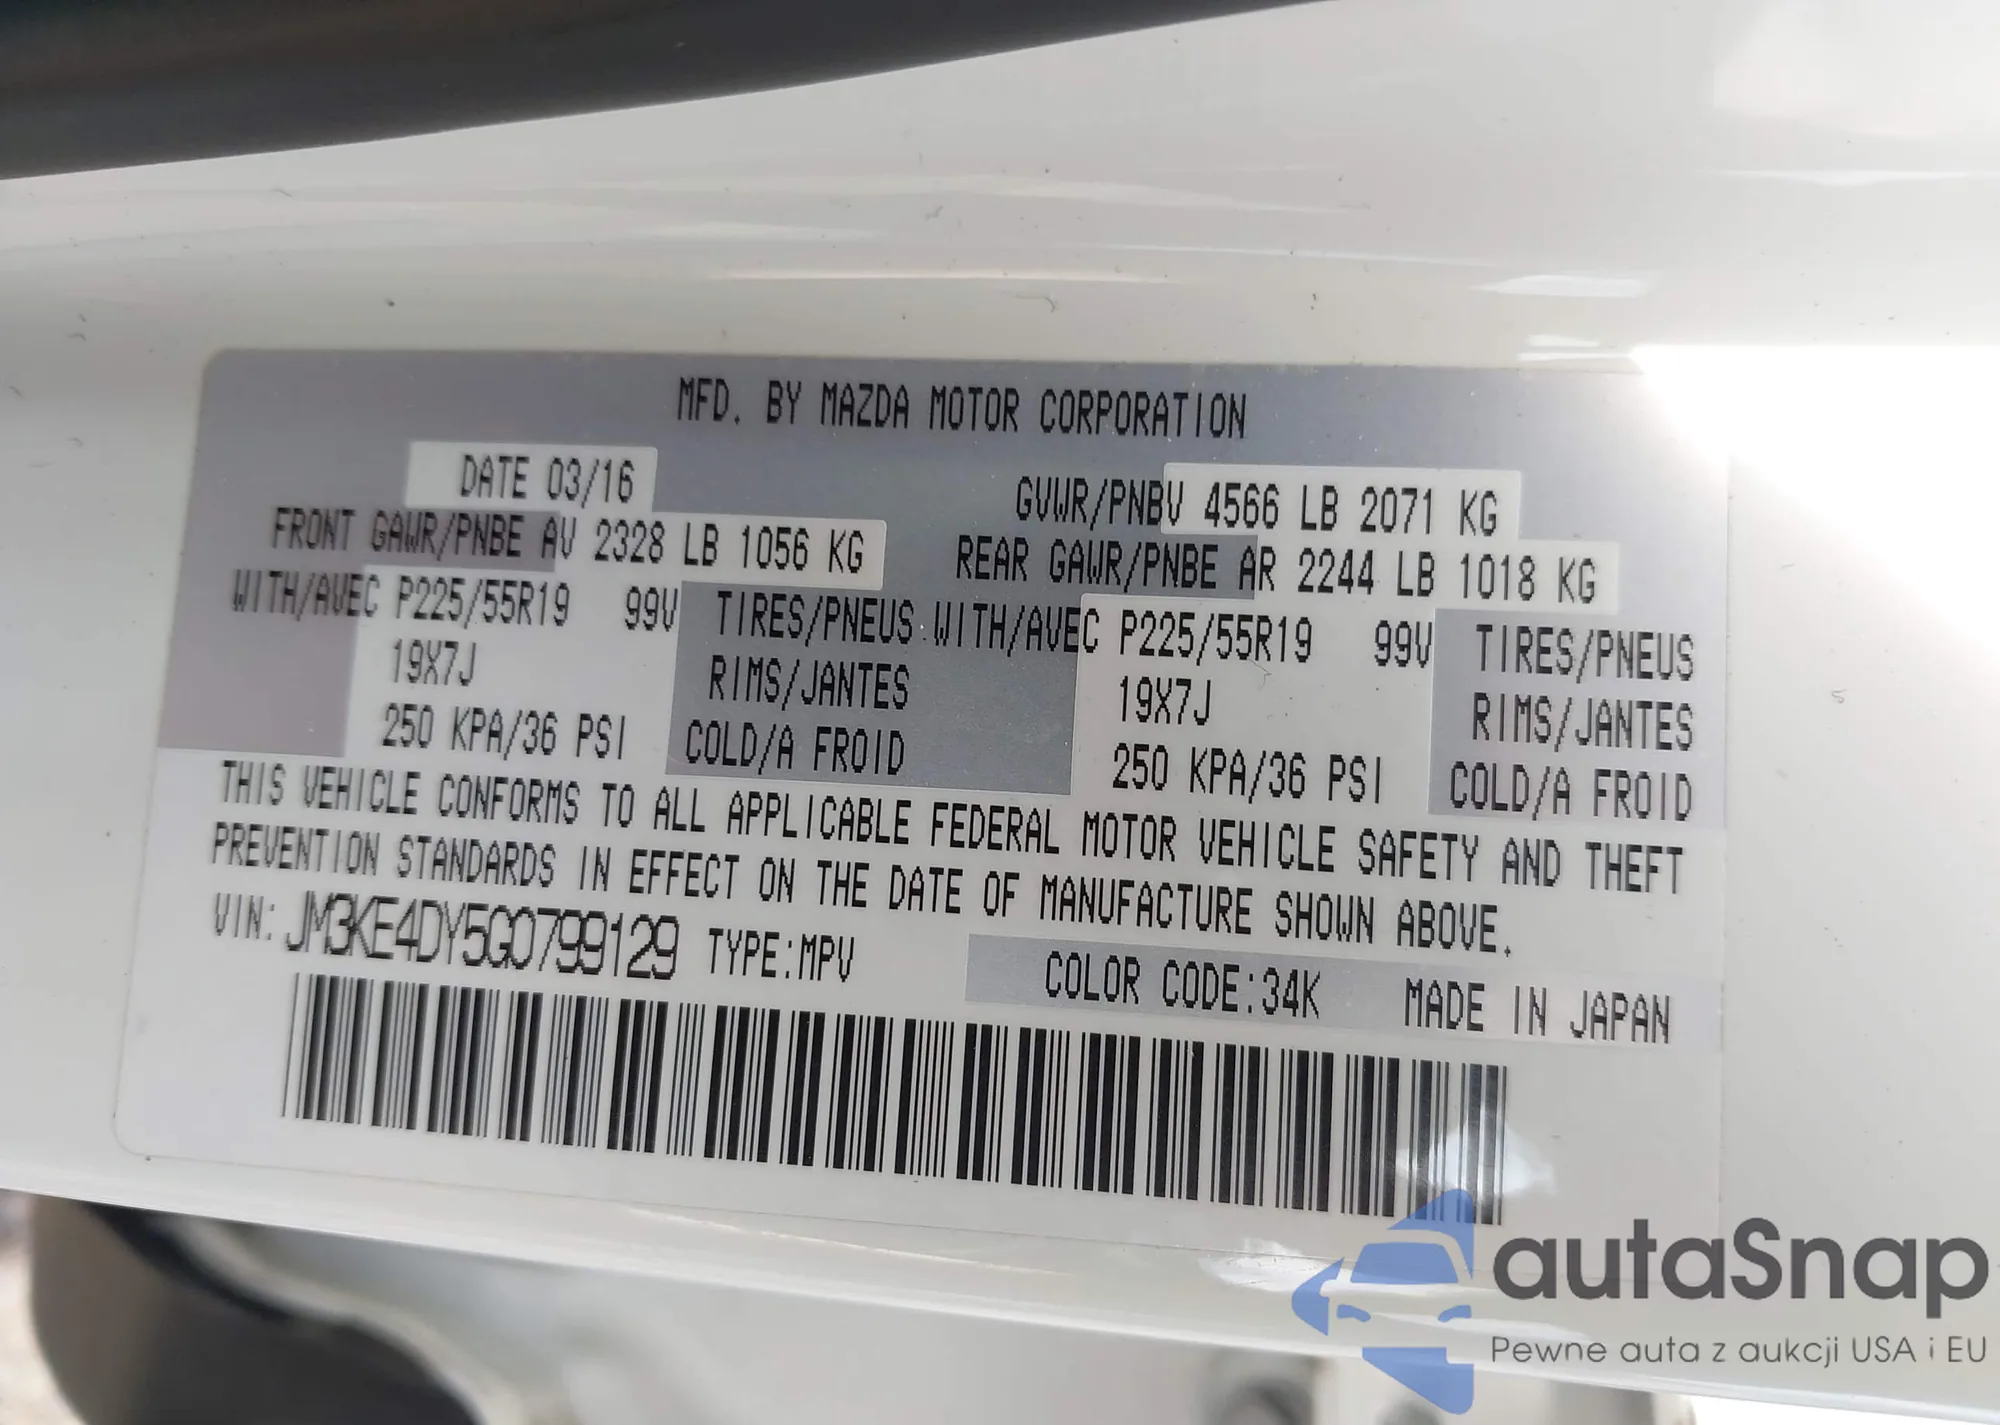 MFD. BY MAZDA MOTOR CORPORATION
DATE 03/16 GVWR/PNBV 4566 LB 2071 KG
FRONT GAWR/PNBE AV 2328 LB 1056 KG REAR GAWR/PNBE AR 2244 LB 1018 KG
WITH/AVEC P225/55R19 99V TIRES/PNEUS WITH/AVEC P225/55R19 99V TIRES/PNEUS
19X7J RIMS/JANTES 19X7J RIMS/JANTES
250 KPA/36 PSI COLD/A FROID 250 KPA/36 PSI COLD/A FROID
THIS VEHICLE CONFORMS TO ALL APPLICABLE FEDERAL MOTOR VEHICLE SAFETY AND THEFT
PREVENTION STANDARDS IN EFFECT ON THE DATE OF MANUFACTURE SHOWN ABOVE.
VIN: JM3KE4DY5G0799129 TYPE:MPV COLOR CODE:34K MADE IN JAPAN
autaSnap
Pewne auta z aukcji USA i EU